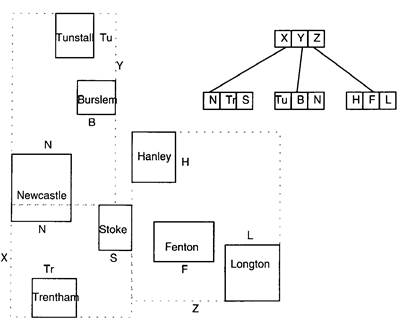 Tunstall Tu
Y
Burslem
B
N
Newcastle
N
Hanley
H
Stoke
S
X
Tr
Trentham
Fenton
F
L
Longton
Z
X Y Z
N Tr S
Tu B N
H F L